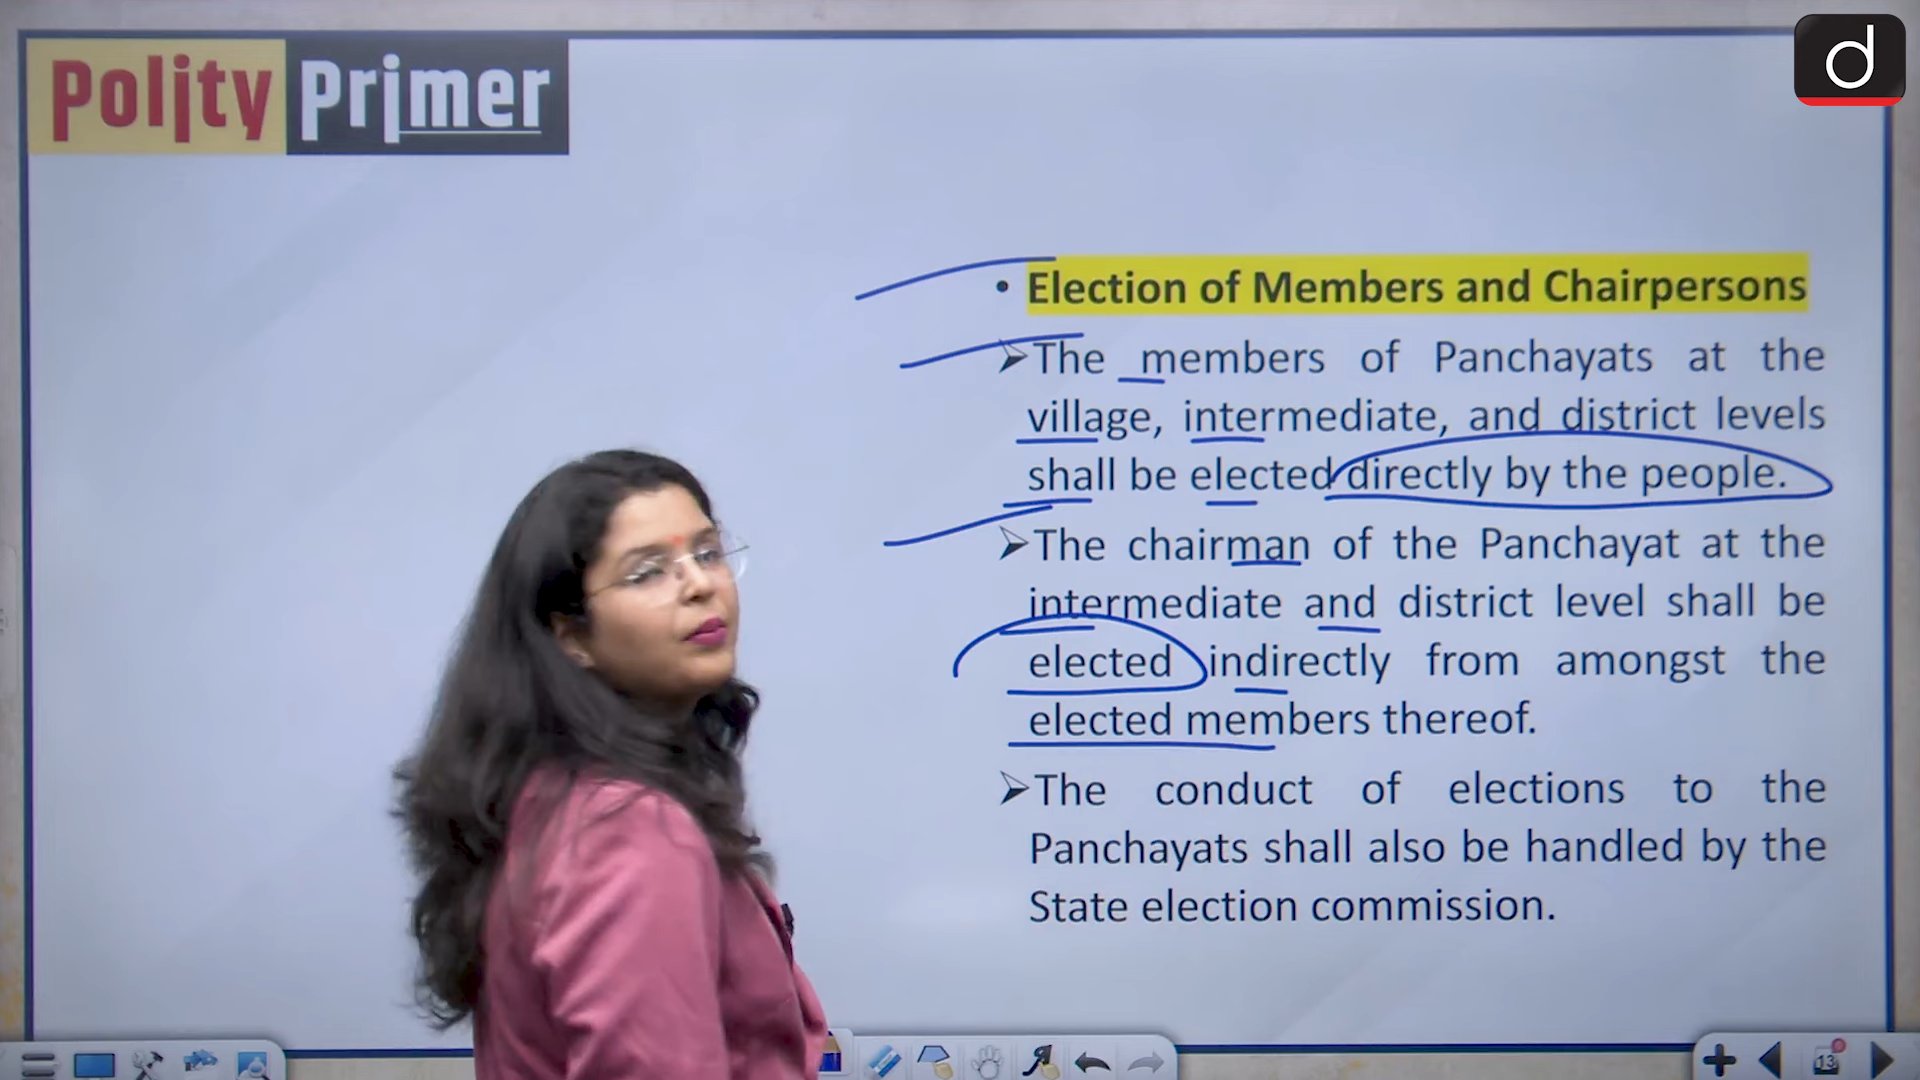 Polity Primer
d
• Election of Members and Chairpersons
➢The members of Panchayats at the
village, intermediate, and district levels
shall be elected directly by the people.
➢The chairman of the Panchayat at the
intermediate and district level shall be
elected indirectly from amongst the
elected members thereof.
➢The conduct of elections to the
Panchayats shall also be handled by the
State election commission.
13